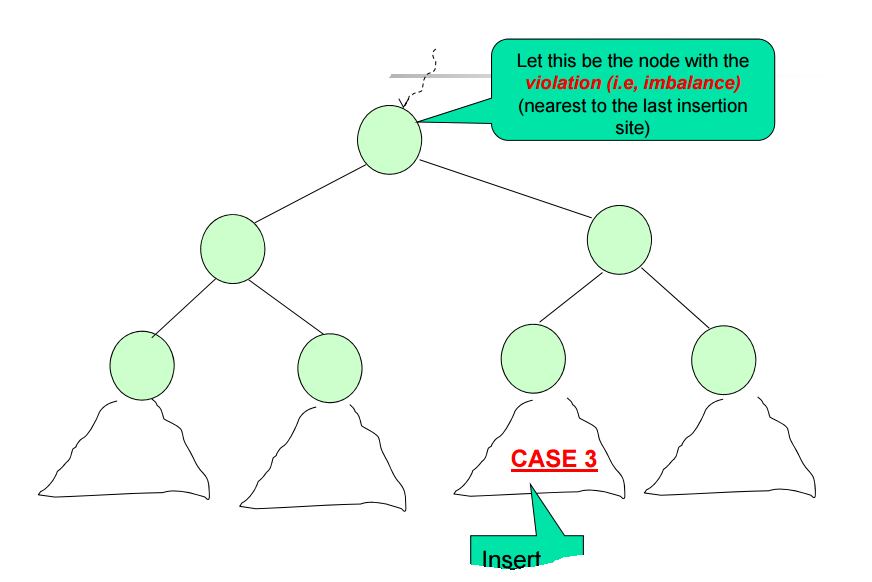 Let this be the node with the
violation (i.e, imbalance)
(nearest to the last insertion
site)
CASE 3
Insert